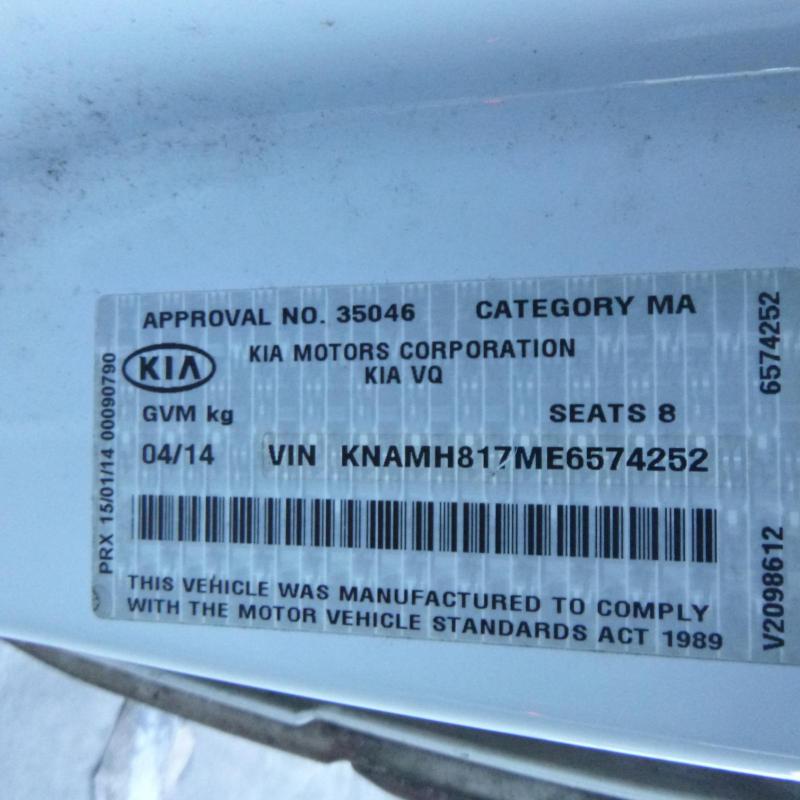 APPROVAL NO. 35046 CATEGORY MA
KIA KIA MOTORS CORPORATION
KIA VQ
GVM kg SEATS 8
04/14 VIN KNAMH817ME6574252
THIS VEHICLE WAS MANUFACTURED TO COMPLY
WITH THE MOTOR VEHICLE STANDARDS ACT 1989
PRX 15/01/14 00090790
6574252
V2098612